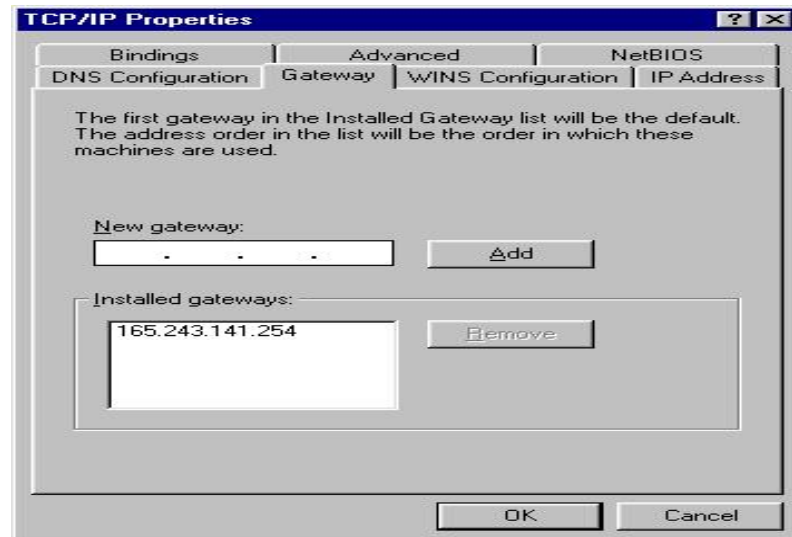 TCP/IP Properties
Bindings Advanced NetBIOS
DNS Configuration Gateway WINS Configuration IP Address
The first gateway in the Installed Gateway list will be the default.
The address order in the list will be the order in which these
machines are used.
New gateway:
. . . Add
Installed gateways:
165.243.141.254 Remove
OK Cancel